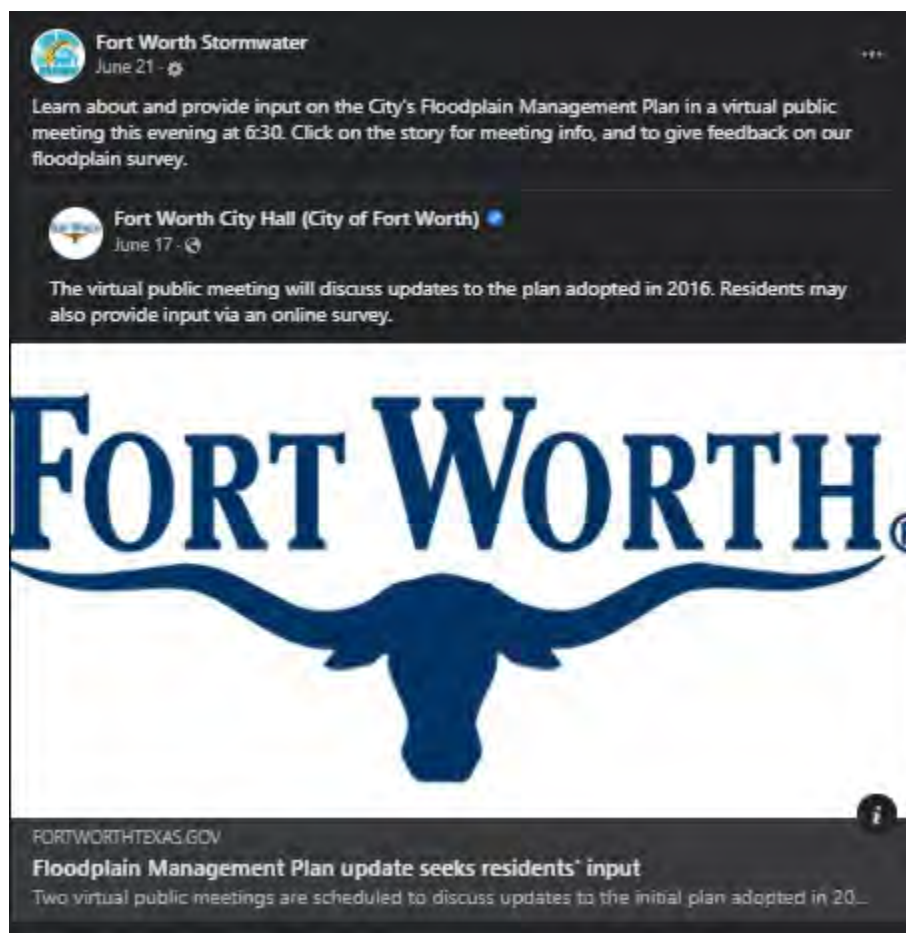 Fort Worth Stormwater
June 21 ·
Learn about and provide input on the City's Floodplain Management Plan in a virtual public
meeting this evening at 6:30. Click on the story for meeting info, and to give feedback on our
floodplain survey.
Fort Worth City Hall (City of Fort Worth)
June 17 ·
The virtual public meeting will discuss updates to the plan adopted in 2016. Residents may
also provide input via an online survey.
FORT WORTH
FORTWORTHTEXAS.GOV
Floodplain Management Plan update seeks residents' input
Two virtual public meetings are scheduled to discuss updates to the initial plan adopted in 20...